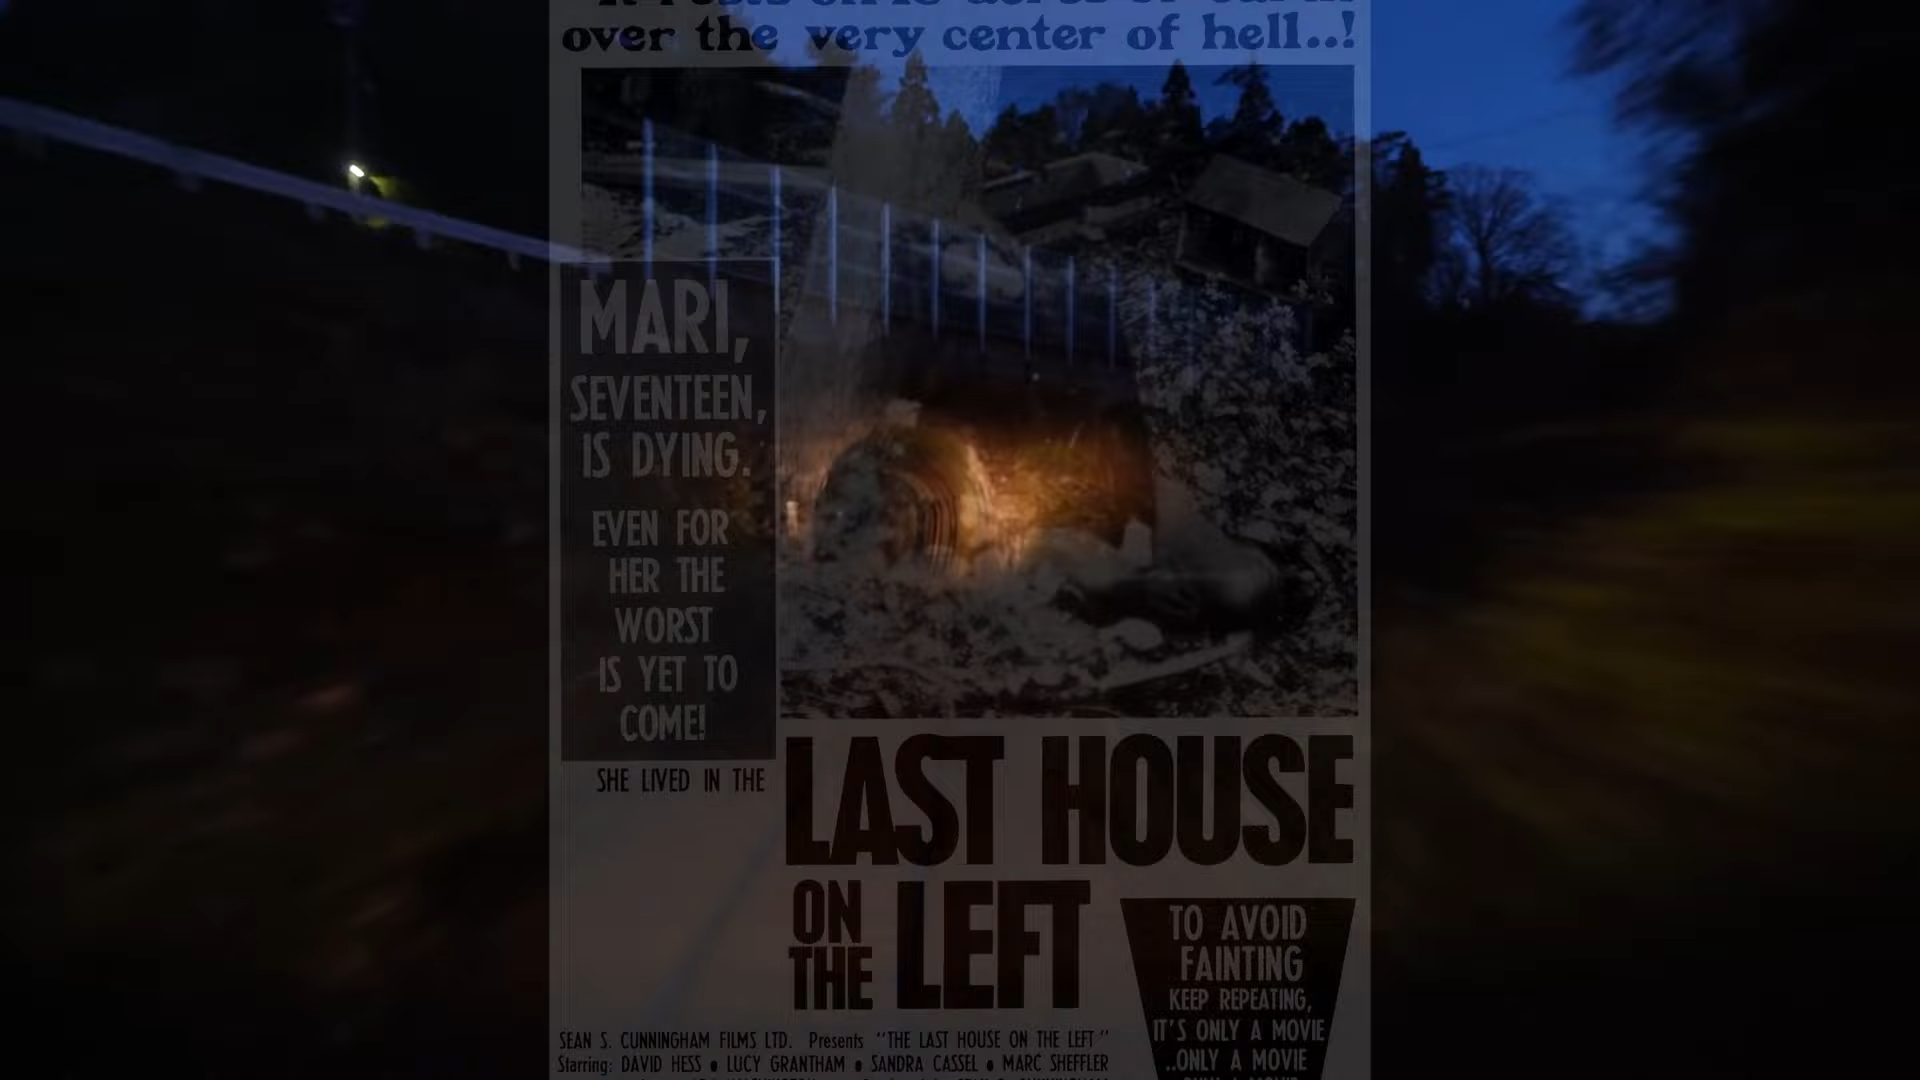 over the very center of hell..!
MARI,
SEVENTEEN,
IS DYING.
EVEN FOR
HER THE
WORST
IS YET TO
COME!
SHE LIVED IN THE
LAST HOUSE
ON
THE LEFT
TO AVOID
FAINTING
KEEP REPEATING,
IT'S ONLY A MOVIE
..ONLY A MOVIE
SEAN S. CUNNINGHAM FILMS LTD. Presents "THE LAST HOUSE ON THE LEFT"
Starring: DAVID HESS • LUCY GRANTHAM • SANDRA CASSEL • MARC SHEFFLER